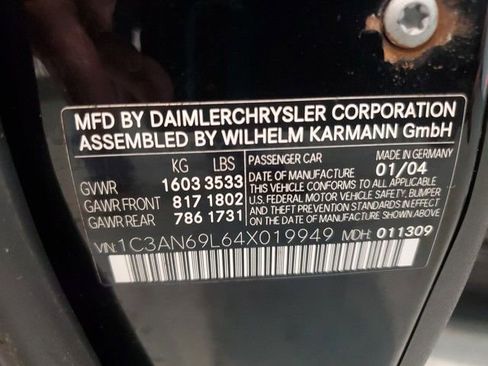 MFD BY DAIMLERCHRYSLER CORPORATION
ASSEMBLED BY WILHELM KARMANN GmbH
KG LBS PASSENGER CAR MADE IN GERMANY
GVWR 1603 3533 DATE OF MANUFACTURE 01/04
GAWR FRONT 817 1802 THIS VEHICLE CONFORMS TO ALL APPLICABLE
GAWR REAR 786 1731 U.S. FEDERAL MOTOR VEHICLE SAFETY, BUMPER
AND THEFT PREVENTION STANDARDS IN EFFECT
ON THE DATE OF MANUFACTURE SHOWN ABOVE.
VIN: 1C3AN69L64X019949 MDH: 011309